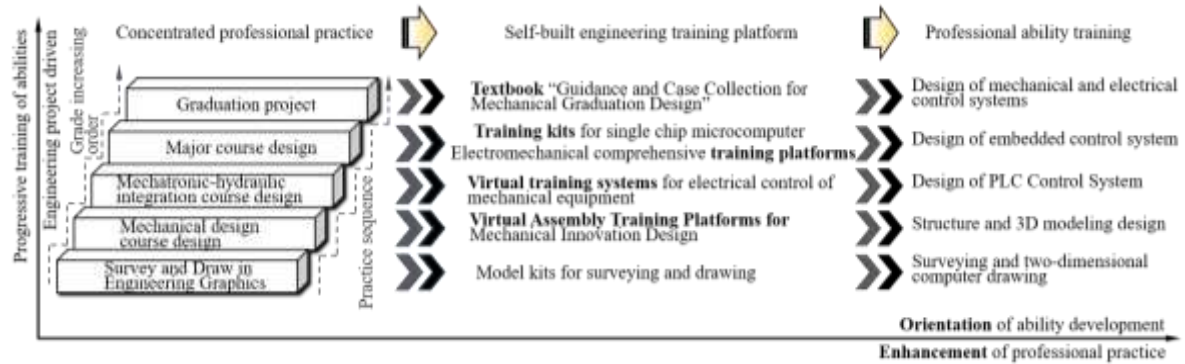 Concentrated professional practice
Self-built engineering training platform
Professional ability training
Progressive training of abilities
Engineering project driven
Grade increasing
order
Practice sequence
Graduation project
Textbook “Guidance and Case Collection for
Mechanical Graduation Design”
Design of mechanical and electrical
control systems
Major course design
Training kits for single chip microcomputer
Electromechanical comprehensive training platforms
Design of embedded control system
Mechatronic-hydraulic
integration course design
Virtual training systems for electrical control of
mechanical equipment
Design of PLC Control System
Mechanical design
course design
Virtual Assembly Training Platforms for
Mechanical Innovation Design
Structure and 3D modeling design
Survey and Draw in
Engineering Graphics
Model kits for surveying and drawing
Surveying and two-dimensional
computer drawing
Orientation of ability development
Enhancement of professional practice